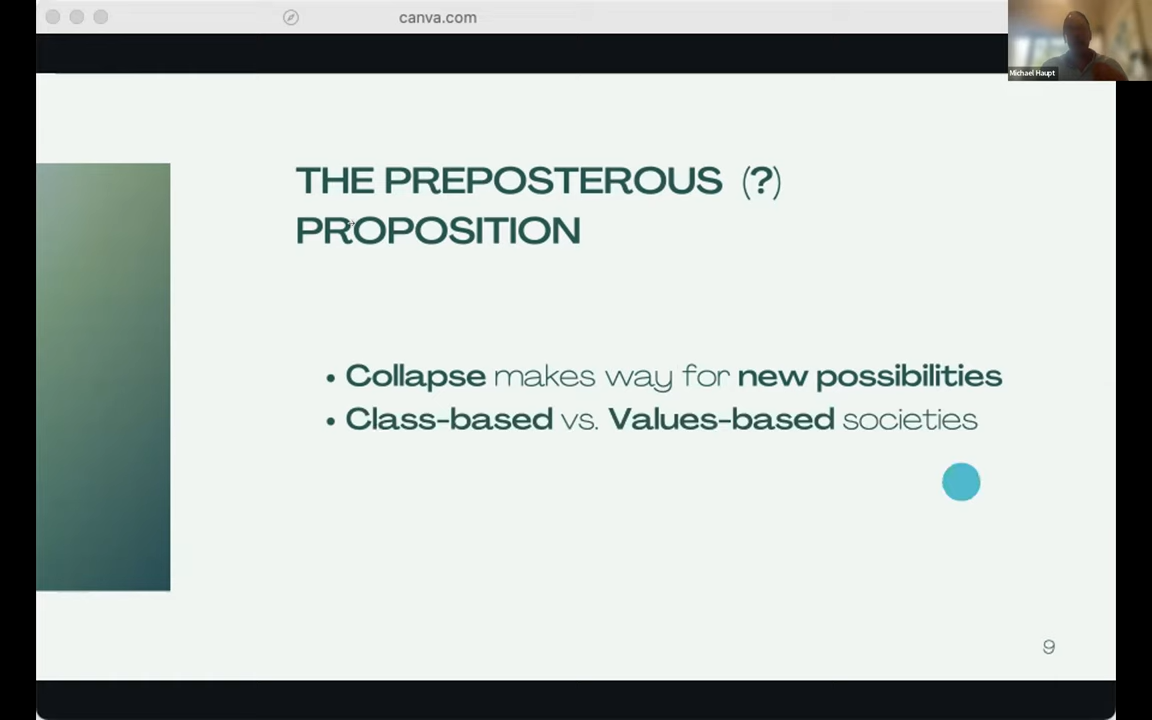 canva.com
Michael Haupt
THE PREPOSTEROUS (?)
PROPOSITION
• Collapse makes way for new possibilities
• Class-based vs. Values-based societies
9